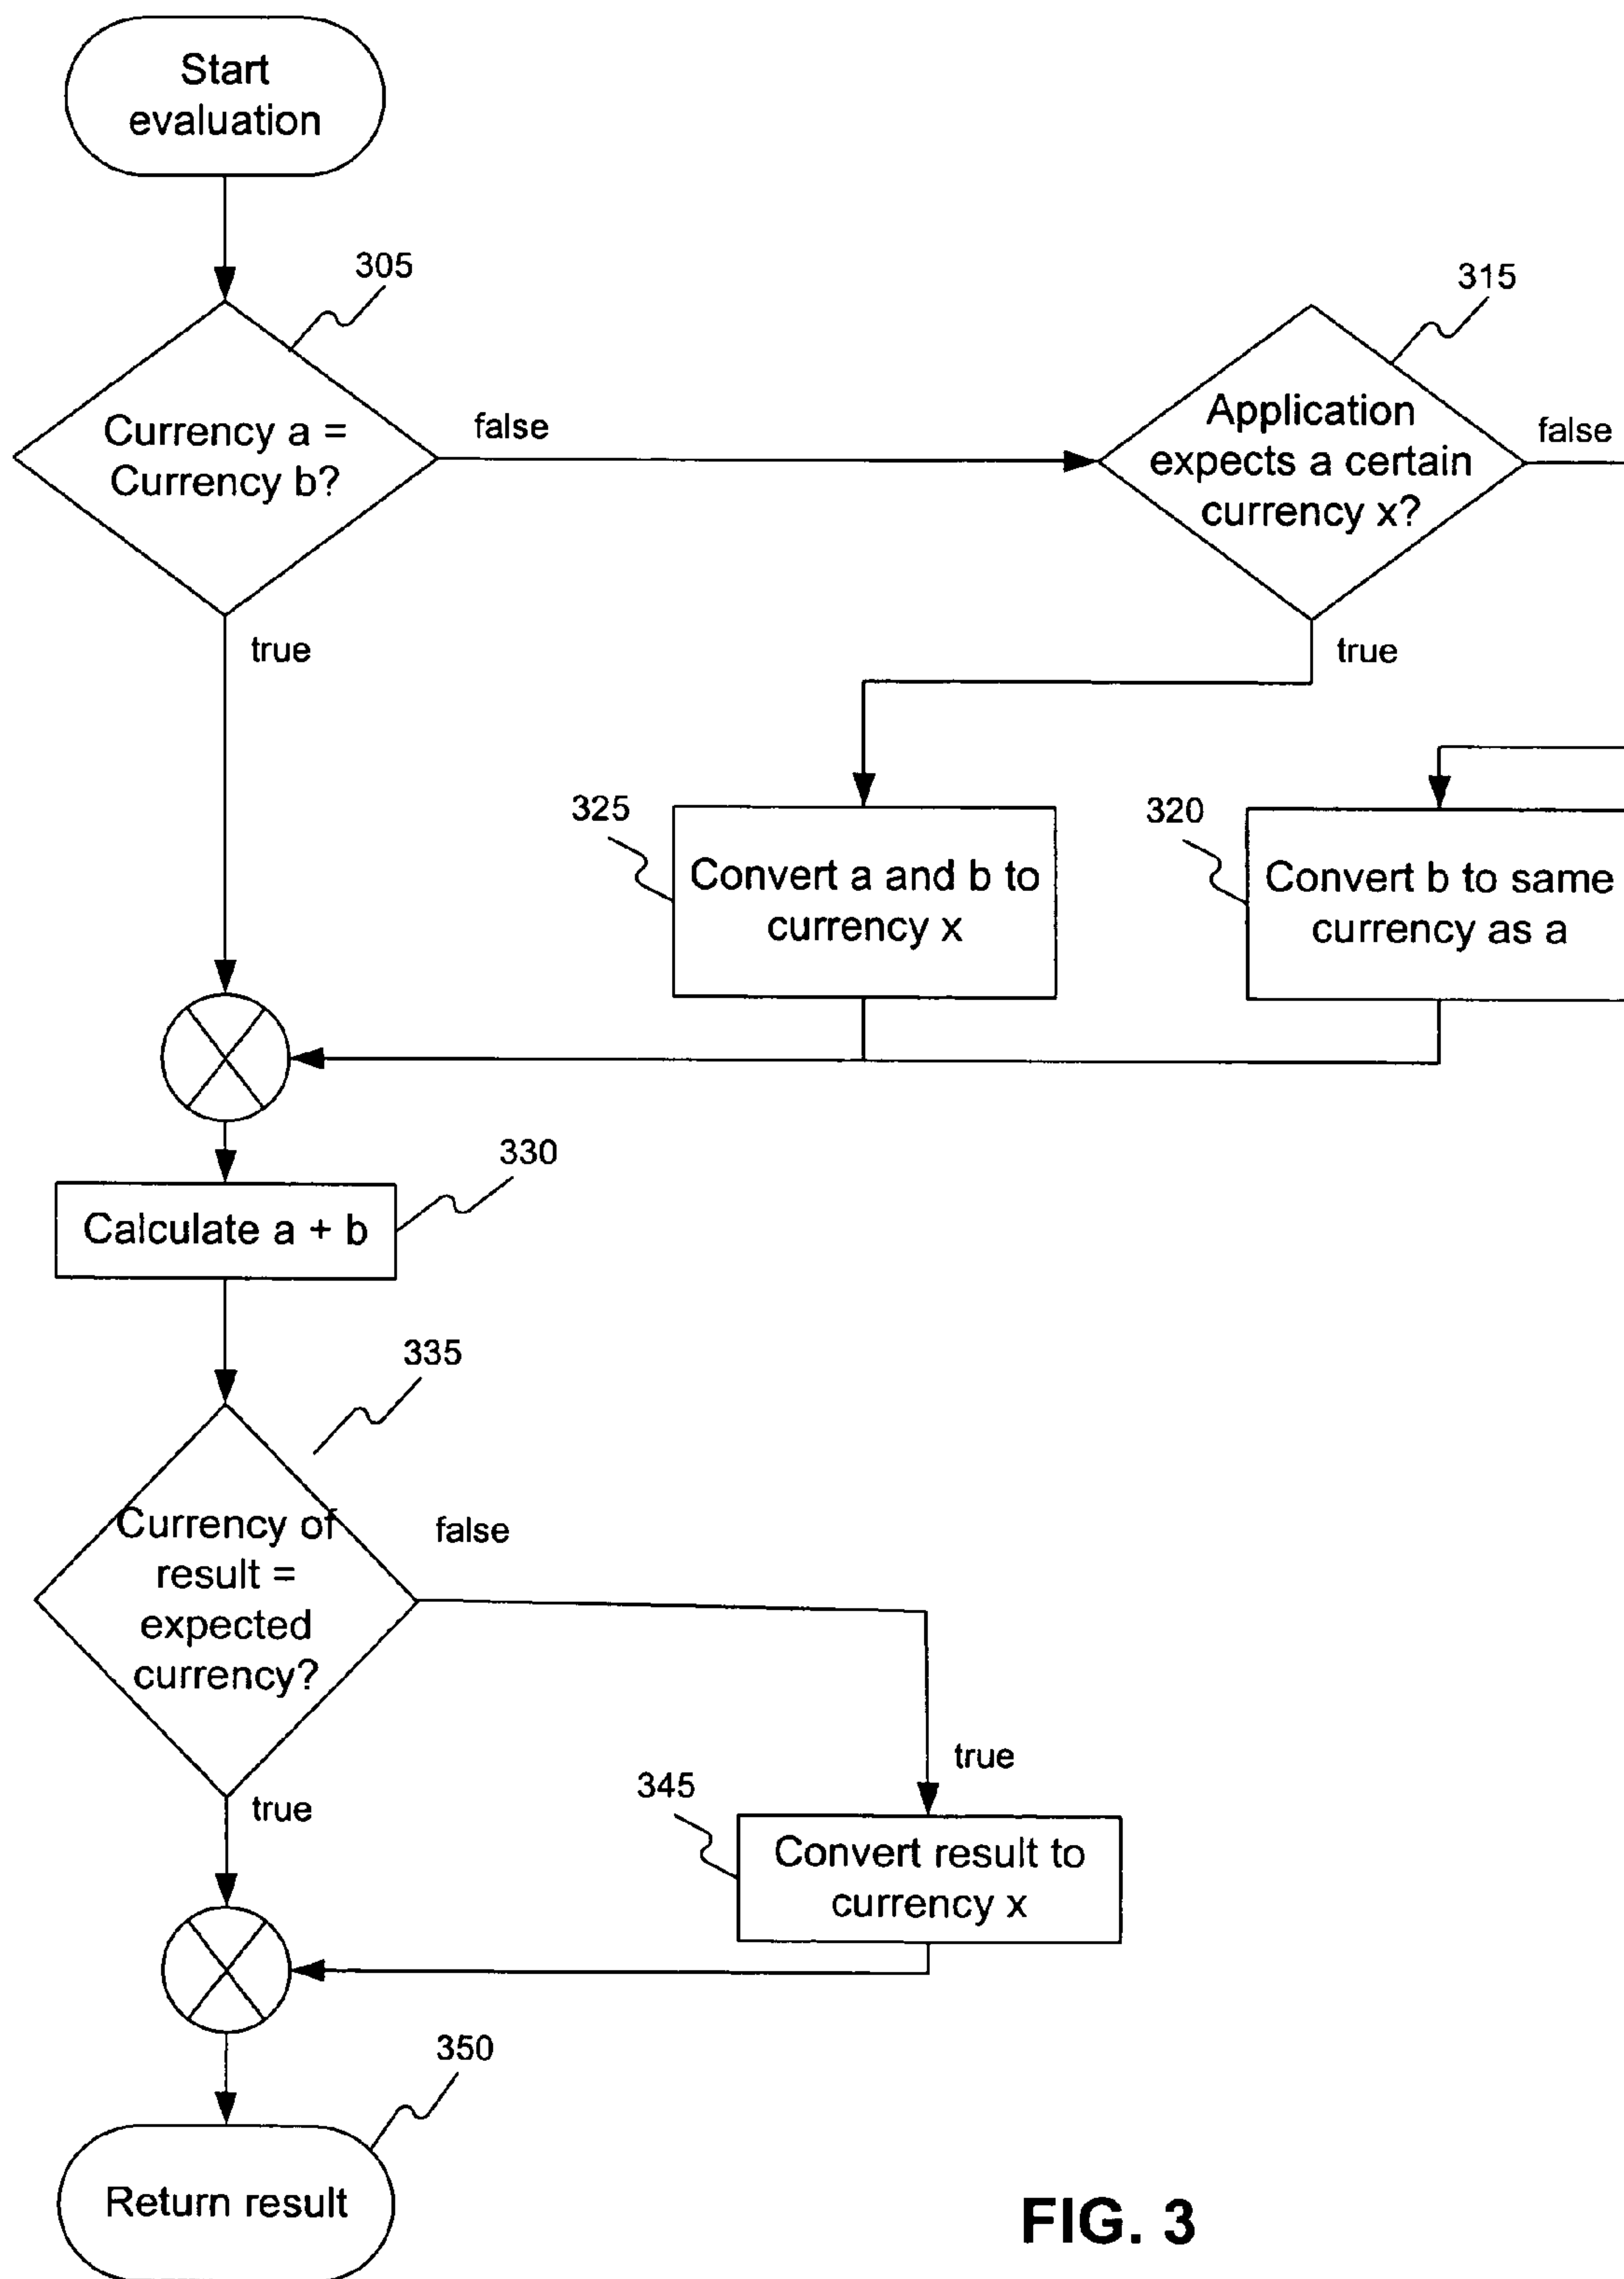 Start
evaluation
305
315
Currency a =
Currency b?
false
Application
expects a certain
currency x?
false
true
true
325
320
Convert a and b to
currency x
Convert b to same
currency as a
330
Calculate a + b
335
Currency of
result =
expected
currency?
false
true
true
345
Convert result to
currency x
350
Return result
FIG. 3